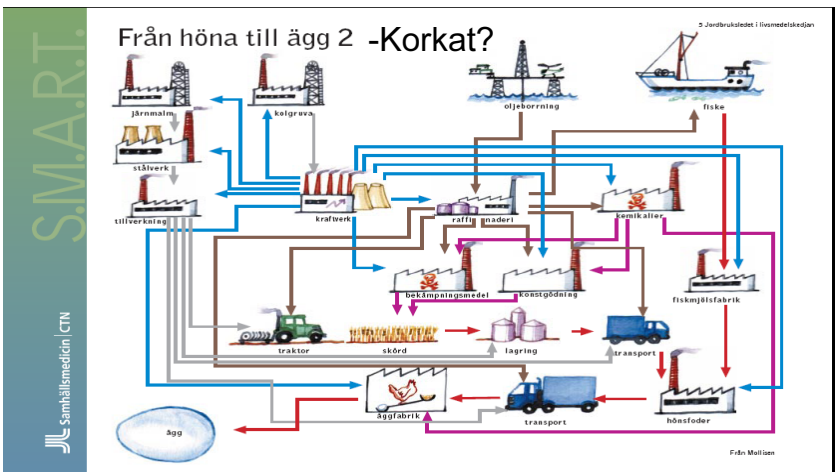 S.M.A.R.T.
Samhällsmedicin | CTN
Från höna till ägg 2 -Korkat?
5 Jordbruksledet i livsmedelskedjan
järnmalm
kolgruva
oljeborrning
fiske
stålverk
tillverkning
kraftverk
raffinaderi
kemikalier
bekämpningsmedel
konstgödning
fiskmjölsfabrik
traktor
skörd
lagring
transport
äggfabrik
transport
hönsfoder
ägg
Från Mollisen